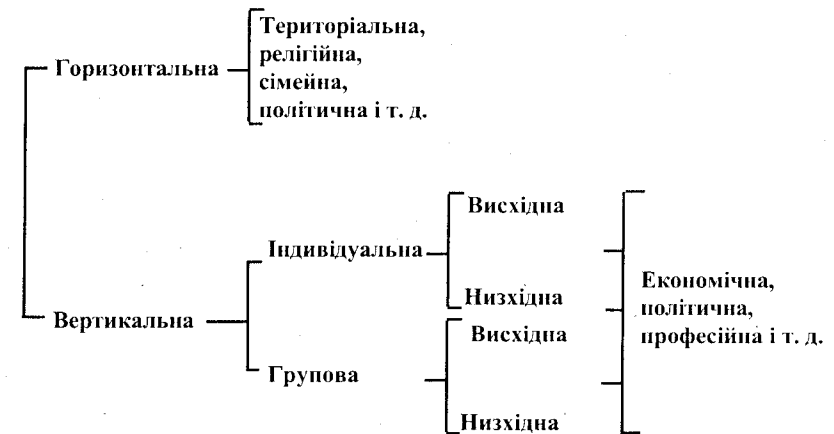 Горизонтальна
Територіальна,
релігійна,
сімейна,
політична і т. д.
Вертикальна
Індивідуальна
Висхідна
Низхідна
Групова
Висхідна
Низхідна
Економічна,
політична,
професійна і т. д.